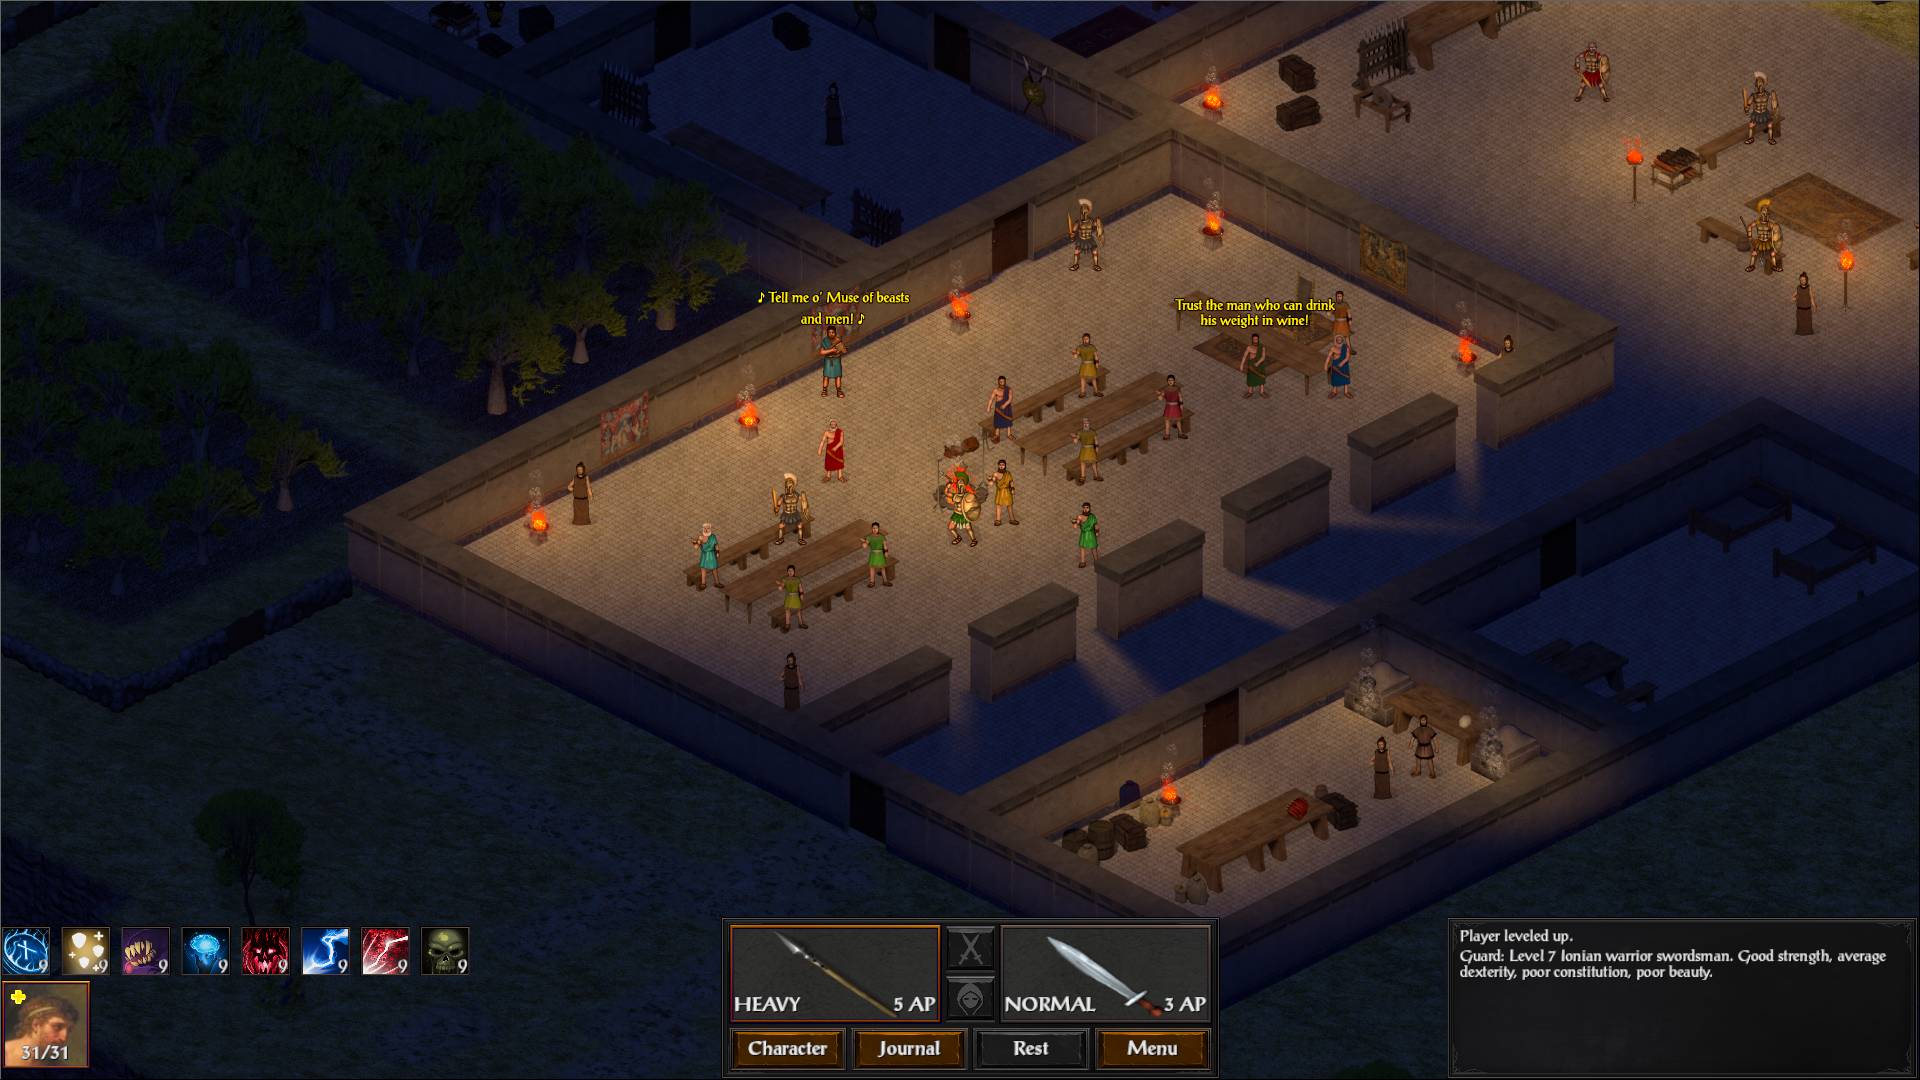 ♪ Tell me o' Muse of beasts
and men! ♪
Trust the man who can drink
his weight in wine!
9
9
9
9
9
9
9
9
31/31
HEAVY
5 AP
NORMAL
3 AP
Character
Journal
Rest
Menu
Player leveled up.
Guard: Level 7 Ionian warrior swordsman. Good strength, average
dexterity, poor constitution, poor beauty.